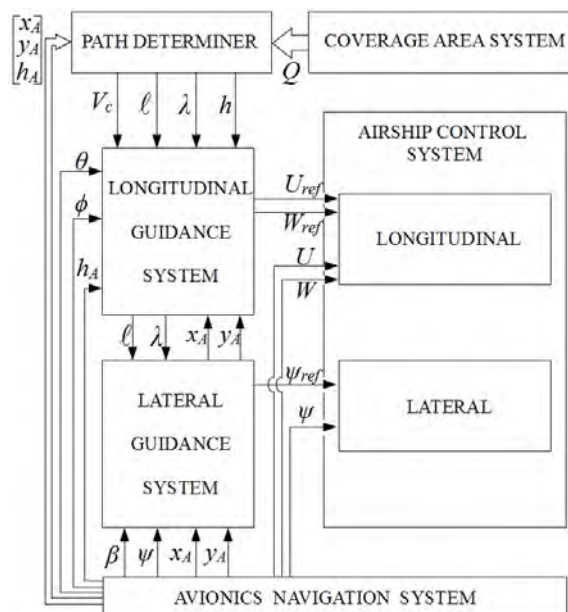 x_A
y_A
h_A
PATH DETERMINER
COVERAGE AREA SYSTEM
Q
V_c ℓ λ h
AIRSHIP CONTROL
SYSTEM
θ
ϕ
h_A
LONGITUDINAL
GUIDANCE
SYSTEM
U_ref
W_ref
U
W
LONGITUDINAL
ℓ λ x_A y_A
LATERAL
GUIDANCE
SYSTEM
ψ_ref
ψ
LATERAL
β ψ x_A y_A
AVIONICS NAVIGATION SYSTEM